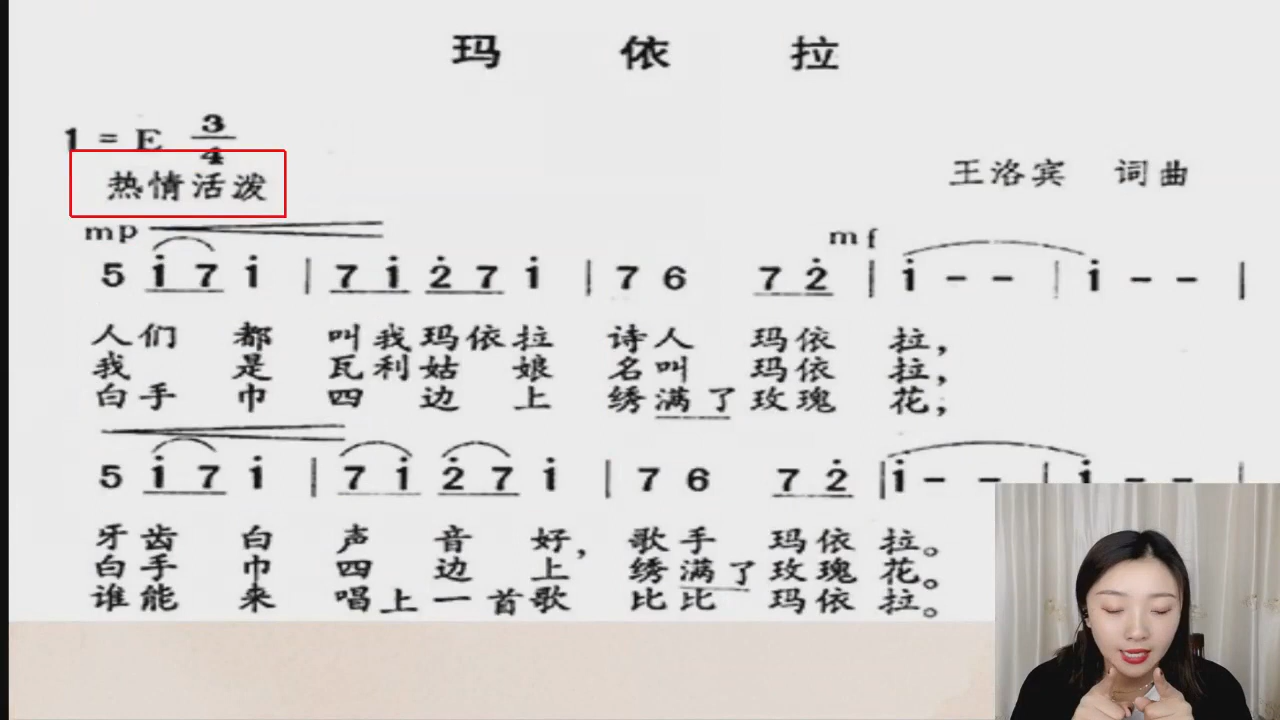 玛 依 拉
1 = E 3/4
热情活泼
王洛宾 词曲
mp mf
5 i 7 i | 7 i 2̇ 7 i | 7 6 7 2̇ | i - - | i - - |
人们 都 叫我玛依拉 诗人 玛依 拉，
我 是 瓦利姑 娘 名叫 玛依 拉，
白手 巾 四 边 上 绣满了玫瑰 花，
5 i 7 i | 7 i 2̇ 7 i | 7 6 7 2̇ | i - - | i - - |
牙齿 白 声 音 好，歌手 玛依 拉。
白手 巾 四 边 上 绣满了玫瑰 花。
谁能 来 唱上一首歌 比比 玛依 拉。